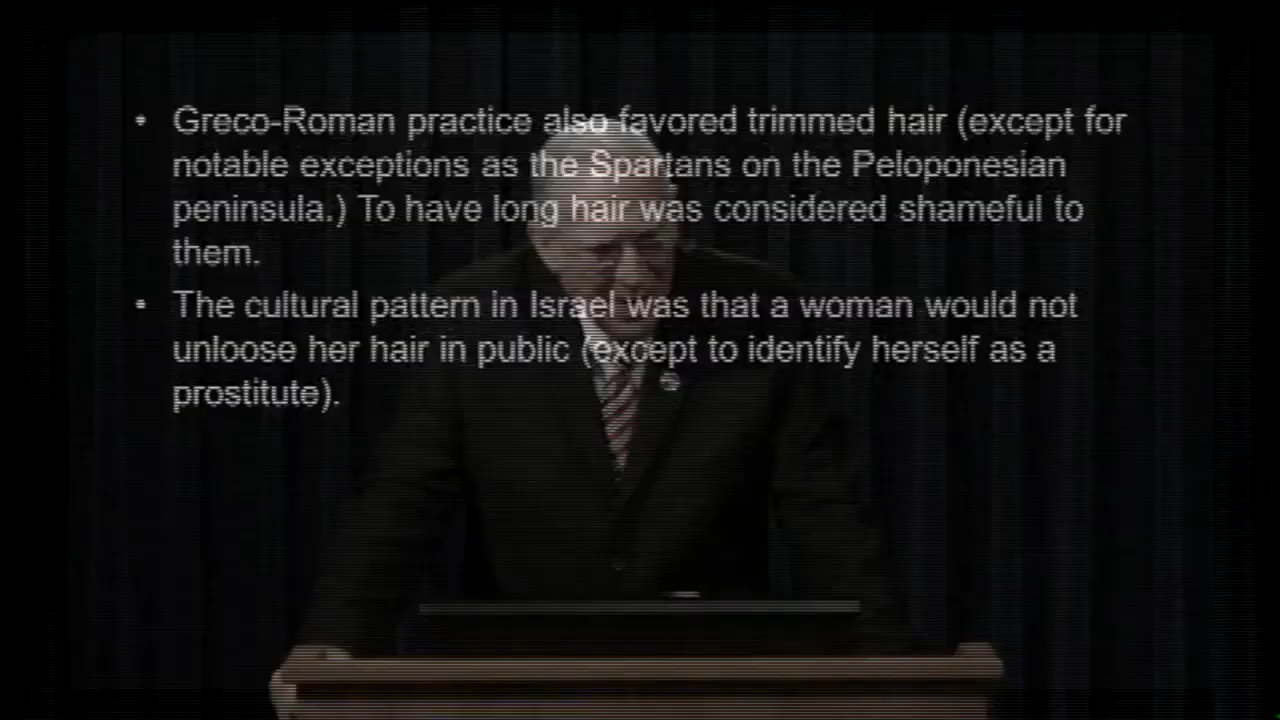 • Greco-Roman practice also favored trimmed hair (except for
notable exceptions as the Spartans on the Peloponesian
peninsula.) To have long hair was considered shameful to
them.
• The cultural pattern in Israel was that a woman would not
unloose her hair in public (except to identify herself as a
prostitute).